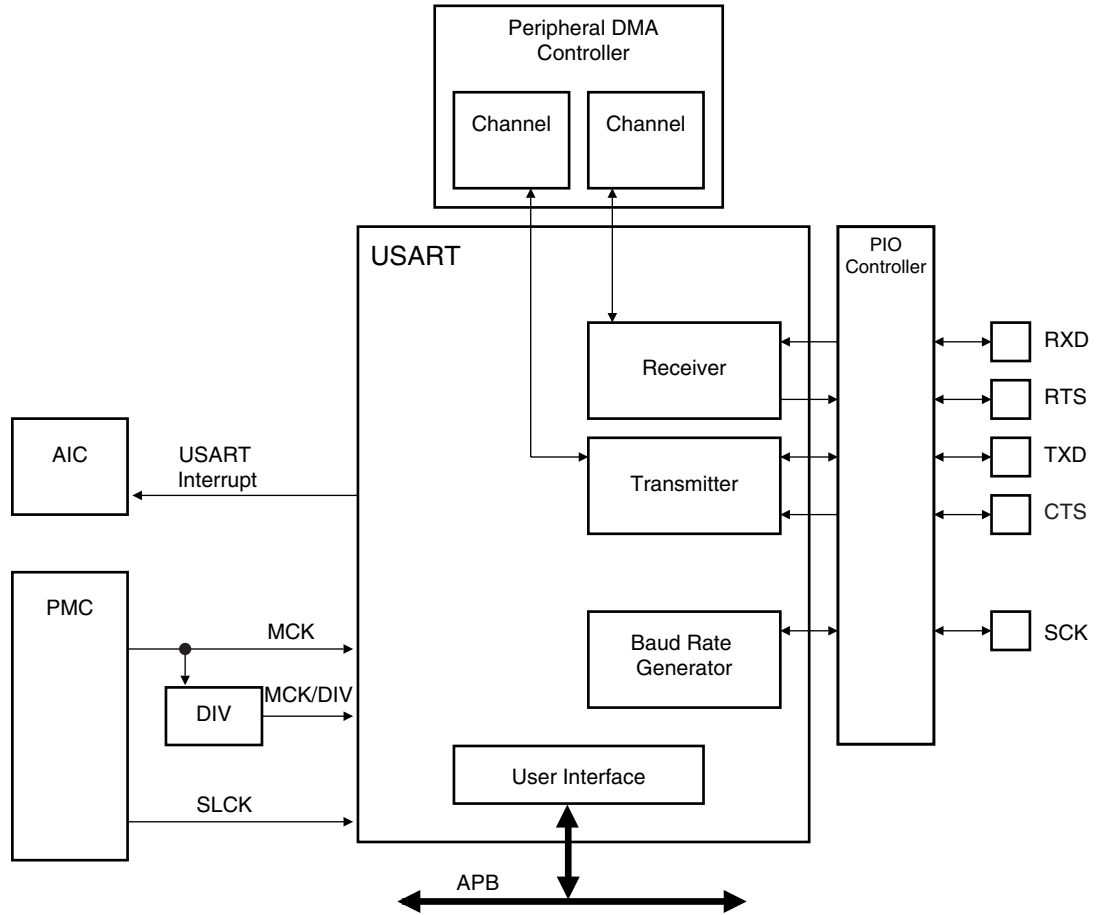 Peripheral DMA
Controller
Channel
Channel
USART
PIO
Controller
Receiver
RXD
RTS
AIC
USART
Interrupt
Transmitter
TXD
CTS
PMC
MCK
Baud Rate
Generator
SCK
DIV
MCK/DIV
User Interface
SLCK
APB